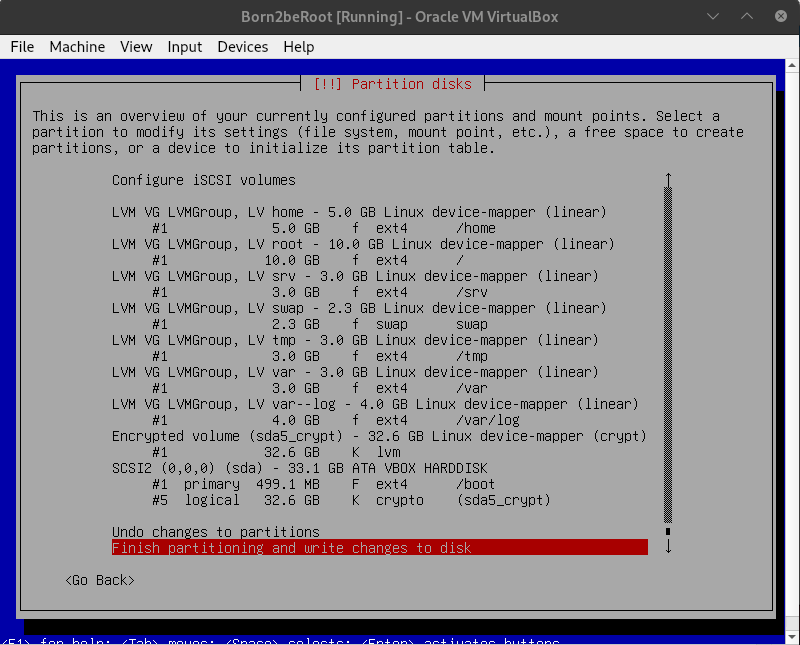 Born2beRoot [Running] - Oracle VM VirtualBox
File Machine View Input Devices Help
[!!] Partition disks
This is an overview of your currently configured partitions and mount points. Select a
partition to modify its settings (file system, mount point, etc.), a free space to create
partitions, or a device to initialize its partition table.
Configure iSCSI volumes
LVM VG LVMGroup, LV home - 5.0 GB Linux device-mapper (linear)
#1 5.0 GB f ext4 /home
LVM VG LVMGroup, LV root - 10.0 GB Linux device-mapper (linear)
#1 10.0 GB f ext4 /
LVM VG LVMGroup, LV srv - 3.0 GB Linux device-mapper (linear)
#1 3.0 GB f ext4 /srv
LVM VG LVMGroup, LV swap - 2.3 GB Linux device-mapper (linear)
#1 2.3 GB f swap swap
LVM VG LVMGroup, LV tmp - 3.0 GB Linux device-mapper (linear)
#1 3.0 GB f ext4 /tmp
LVM VG LVMGroup, LV var - 3.0 GB Linux device-mapper (linear)
#1 3.0 GB f ext4 /var
LVM VG LVMGroup, LV var--log - 4.0 GB Linux device-mapper (linear)
#1 4.0 GB f ext4 /var/log
Encrypted volume (sda5_crypt) - 32.6 GB Linux device-mapper (crypt)
#1 32.6 GB K lvm
SCSI2 (0,0,0) (sda) - 33.1 GB ATA VBOX HARDDISK
#1 primary 499.1 MB F ext4 /boot
#5 logical 32.6 GB K crypto (sda5_crypt)
Undo changes to partitions
Finish partitioning and write changes to disk
<Go Back>
<F1> for help; <Tab> moves; <Space> selects; <Enter> activates buttons